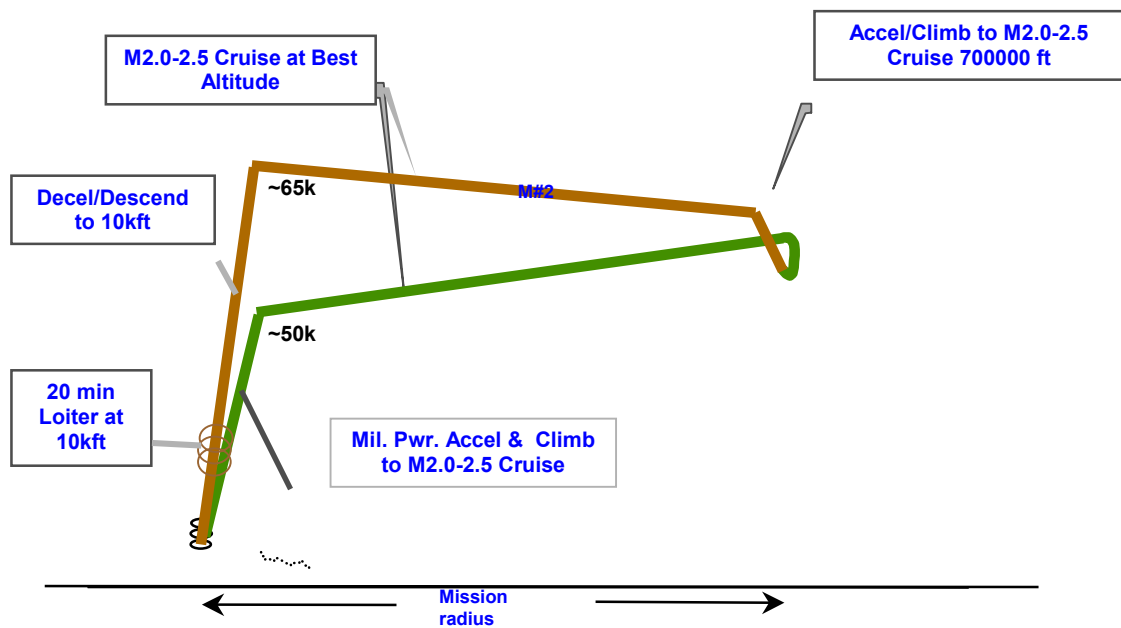 Accel/Climb to M2.0-2.5
Cruise 700000 ft
M2.0-2.5 Cruise at Best
Altitude
~65k
M#2
Decel/Descend
to 10kft
~50k
20 min
Loiter at
10kft
Mil. Pwr. Accel & Climb
to M2.0-2.5 Cruise
Mission
radius